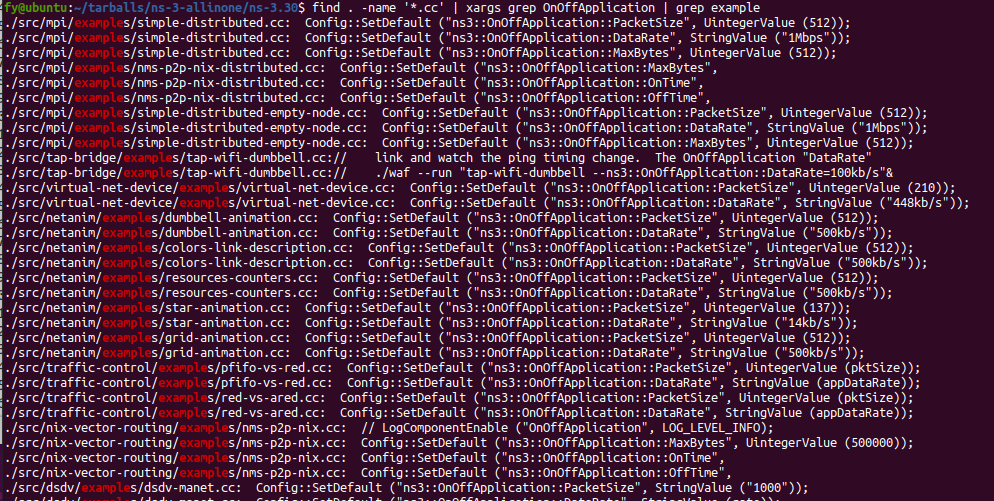 fy@ubuntu:~/tarballs/ns-3-allinone/ns-3.30$ find . -name '*.cc' | xargs grep OnOffApplication | grep example
./src/mpi/examples/simple-distributed.cc:  Config::SetDefault ("ns3::OnOffApplication::PacketSize", UintegerValue (512));
./src/mpi/examples/simple-distributed.cc:  Config::SetDefault ("ns3::OnOffApplication::DataRate", StringValue ("1Mbps"));
./src/mpi/examples/simple-distributed.cc:  Config::SetDefault ("ns3::OnOffApplication::MaxBytes", UintegerValue (512));
./src/mpi/examples/nms-p2p-nix-distributed.cc:  Config::SetDefault ("ns3::OnOffApplication::MaxBytes",
./src/mpi/examples/nms-p2p-nix-distributed.cc:  Config::SetDefault ("ns3::OnOffApplication::OnTime",
./src/mpi/examples/nms-p2p-nix-distributed.cc:  Config::SetDefault ("ns3::OnOffApplication::OffTime",
./src/mpi/examples/simple-distributed-empty-node.cc:  Config::SetDefault ("ns3::OnOffApplication::PacketSize", UintegerValue (512));
./src/mpi/examples/simple-distributed-empty-node.cc:  Config::SetDefault ("ns3::OnOffApplication::DataRate", StringValue ("1Mbps"));
./src/mpi/examples/simple-distributed-empty-node.cc:  Config::SetDefault ("ns3::OnOffApplication::MaxBytes", UintegerValue (512));
./src/tap-bridge/examples/tap-wifi-dumbbell.cc://    link and watch the ping timing change.  The OnOffApplication "DataRate"
./src/tap-bridge/examples/tap-wifi-dumbbell.cc://    ./waf --run "tap-wifi-dumbbell --ns3::OnOffApplication::DataRate=100kb/s"&
./src/virtual-net-device/examples/virtual-net-device.cc:  Config::SetDefault ("ns3::OnOffApplication::PacketSize", UintegerValue (210));
./src/virtual-net-device/examples/virtual-net-device.cc:  Config::SetDefault ("ns3::OnOffApplication::DataRate", StringValue ("448kb/s"));
./src/netanim/examples/dumbbell-animation.cc:  Config::SetDefault ("ns3::OnOffApplication::PacketSize", UintegerValue (512));
./src/netanim/examples/dumbbell-animation.cc:  Config::SetDefault ("ns3::OnOffApplication::DataRate", StringValue ("500kb/s"));
./src/netanim/examples/colors-link-description.cc:  Config::SetDefault ("ns3::OnOffApplication::PacketSize", UintegerValue (512));
./src/netanim/examples/colors-link-description.cc:  Config::SetDefault ("ns3::OnOffApplication::DataRate", StringValue ("500kb/s"));
./src/netanim/examples/resources-counters.cc:  Config::SetDefault ("ns3::OnOffApplication::PacketSize", UintegerValue (512));
./src/netanim/examples/resources-counters.cc:  Config::SetDefault ("ns3::OnOffApplication::DataRate", StringValue ("500kb/s"));
./src/netanim/examples/star-animation.cc:  Config::SetDefault ("ns3::OnOffApplication::PacketSize", UintegerValue (137));
./src/netanim/examples/star-animation.cc:  Config::SetDefault ("ns3::OnOffApplication::DataRate", StringValue ("14kb/s"));
./src/netanim/examples/grid-animation.cc:  Config::SetDefault ("ns3::OnOffApplication::PacketSize", UintegerValue (512));
./src/netanim/examples/grid-animation.cc:  Config::SetDefault ("ns3::OnOffApplication::DataRate", StringValue ("500kb/s"));
./src/traffic-control/examples/pfifo-vs-red.cc:  Config::SetDefault ("ns3::OnOffApplication::PacketSize", UintegerValue (pktSize));
./src/traffic-control/examples/pfifo-vs-red.cc:  Config::SetDefault ("ns3::OnOffApplication::DataRate", StringValue (appDataRate));
./src/traffic-control/examples/red-vs-ared.cc:  Config::SetDefault ("ns3::OnOffApplication::PacketSize", UintegerValue (pktSize));
./src/traffic-control/examples/red-vs-ared.cc:  Config::SetDefault ("ns3::OnOffApplication::DataRate", StringValue (appDataRate));
./src/nix-vector-routing/examples/nms-p2p-nix.cc:  // LogComponentEnable ("OnOffApplication", LOG_LEVEL_INFO);
./src/nix-vector-routing/examples/nms-p2p-nix.cc:  Config::SetDefault ("ns3::OnOffApplication::MaxBytes", UintegerValue (500000));
./src/nix-vector-routing/examples/nms-p2p-nix.cc:  Config::SetDefault ("ns3::OnOffApplication::OnTime",
./src/nix-vector-routing/examples/nms-p2p-nix.cc:  Config::SetDefault ("ns3::OnOffApplication::OffTime",
./src/dsdv/examples/dsdv-manet.cc:  Config::SetDefault ("ns3::OnOffApplication::PacketSize", StringValue ("1000"));